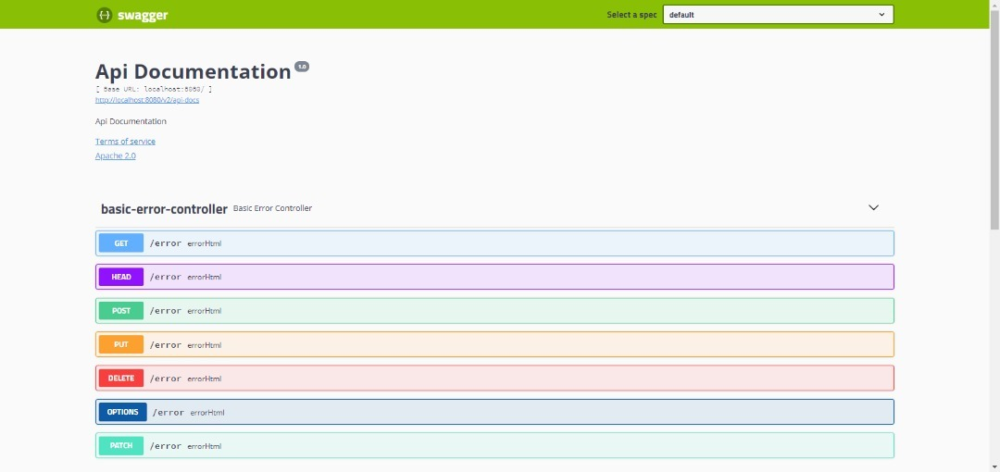 swagger
Select a spec default
Api Documentation 1.0
[ Base URL: localhost:8080/ ]
http://localhost:8080/v2/api-docs
Api Documentation
Terms of service
Apache 2.0
basic-error-controller Basic Error Controller
GET /error errorHtml
HEAD /error errorHtml
POST /error errorHtml
PUT /error errorHtml
DELETE /error errorHtml
OPTIONS /error errorHtml
PATCH /error errorHtml